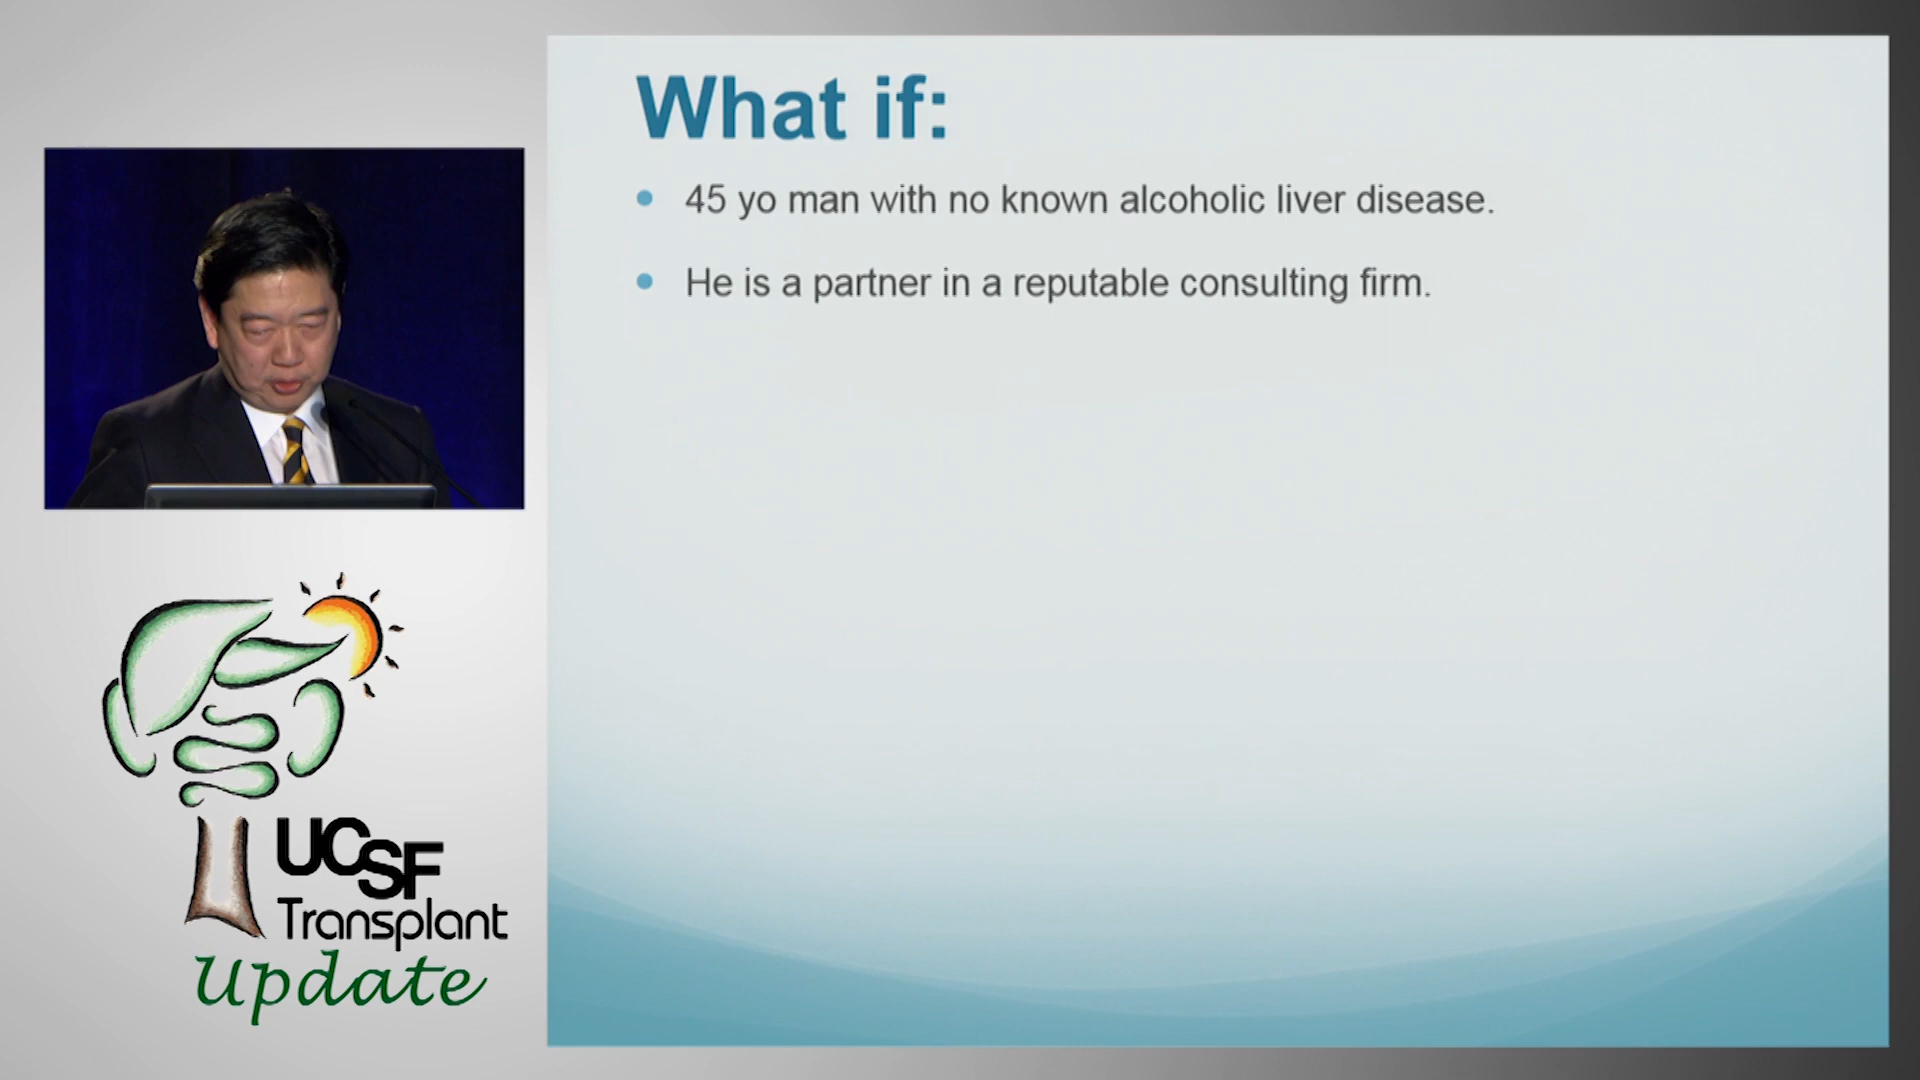 What if:
45 yo man with no known alcoholic liver disease.
He is a partner in a reputable consulting firm.
UCSF
Transplant
Update